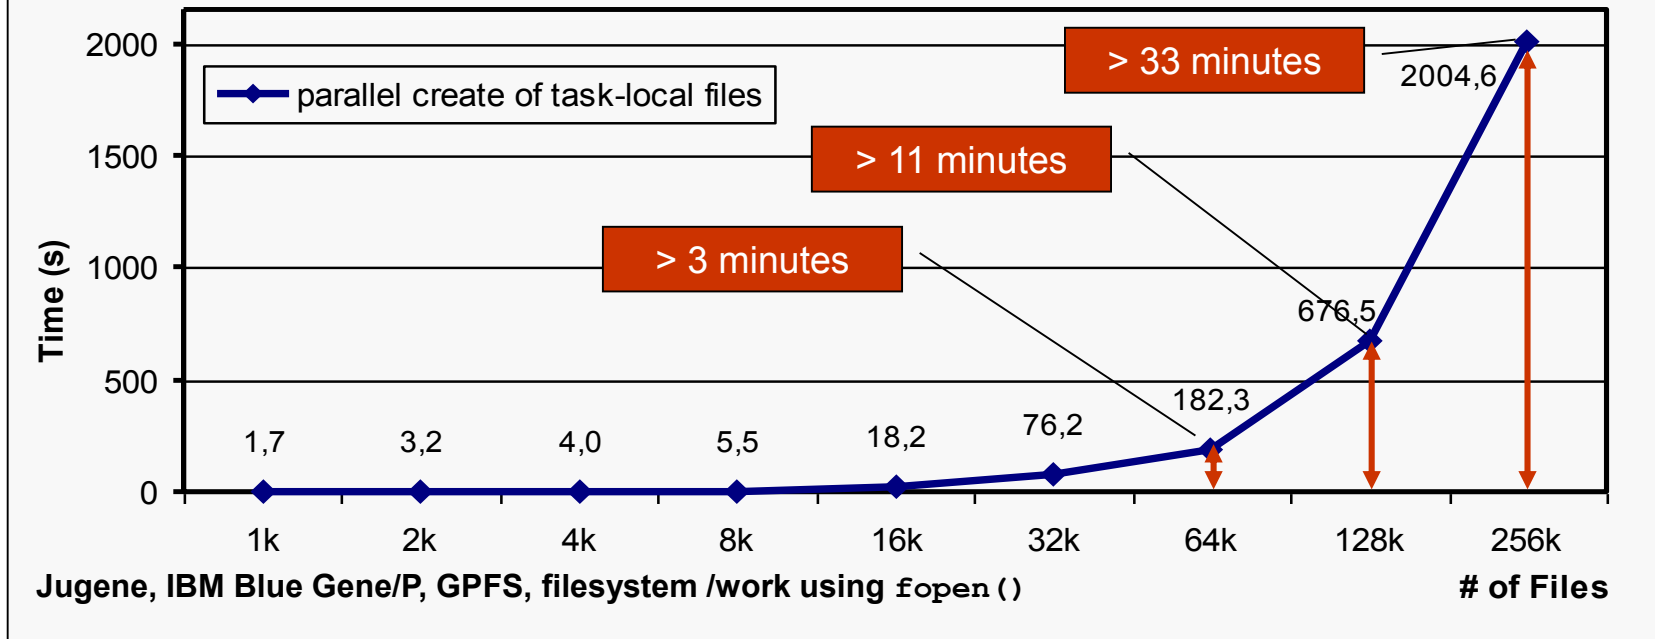 2000
> 33 minutes
2004,6
parallel create of task-local files
1500
> 11 minutes
1000
> 3 minutes
Time (s)
676,5
500
182,3
76,2
18,2
1,7 3,2 4,0 5,5
0
1k 2k 4k 8k 16k 32k 64k 128k 256k
Jugene, IBM Blue Gene/P, GPFS, filesystem /work using fopen() # of Files